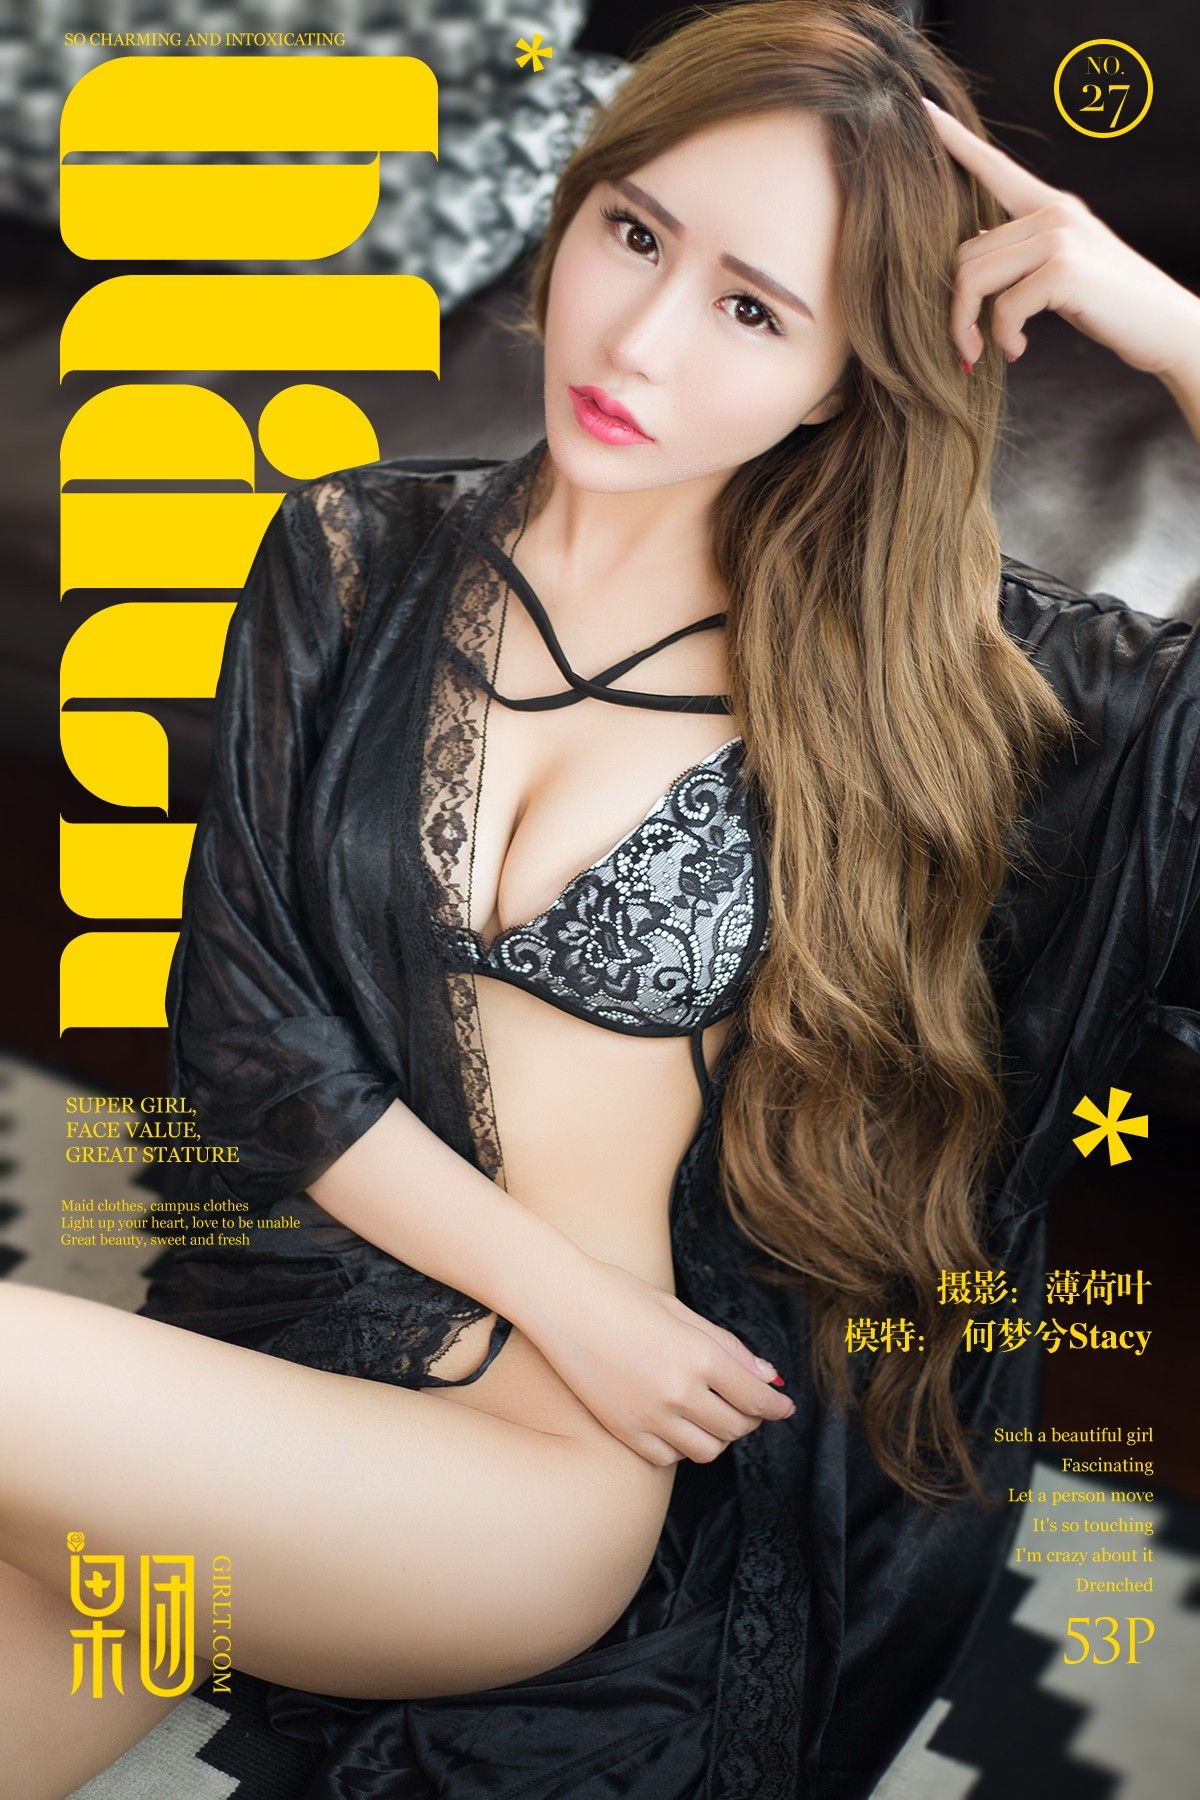 SO CHARMING AND INTOXICATING
NO.
27
SUPER GIRL,
FACE VALUE,
GREAT STATURE
Maid clothes, campus clothes
Light up your heart, love to be unable
Great beauty, sweet and fresh
摄影： 薄荷叶
模特： 何梦兮Stacy
Such a beautiful girl
Fascinating
Let a person move
It's so touching
I'm crazy about it
Drenched
53P
果团
GIRLT.COM